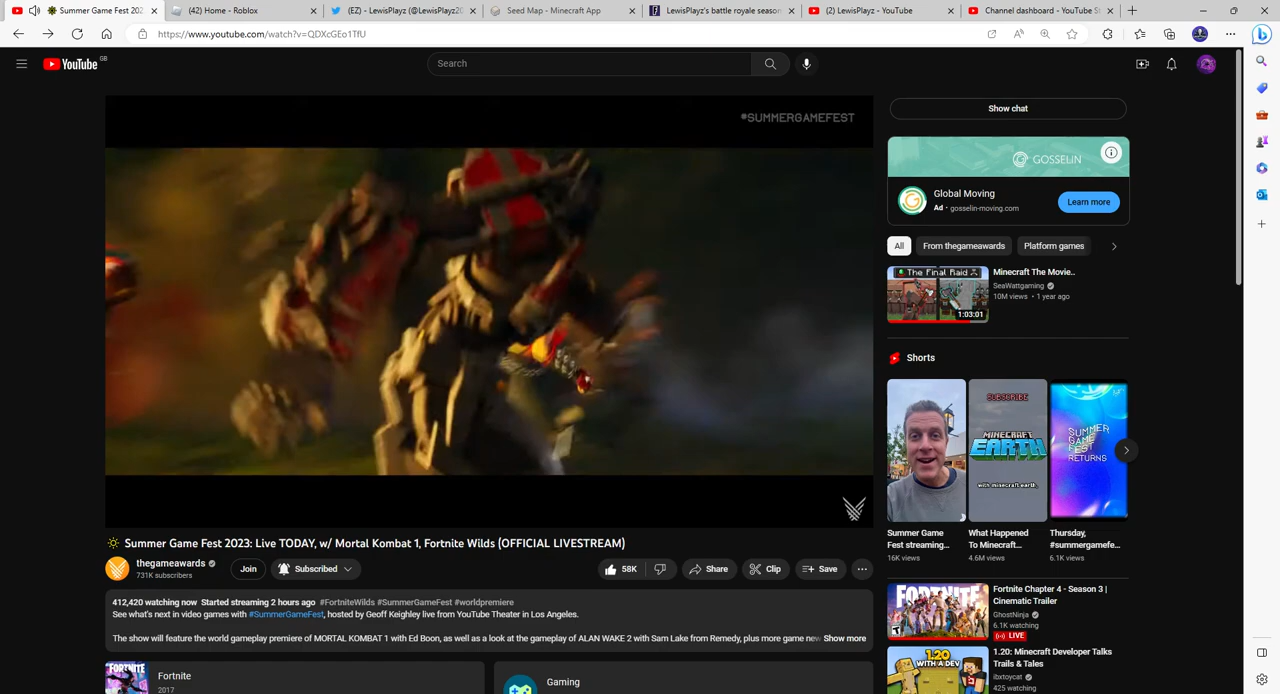 Summer Game Fest 202
(42) Home - Roblox
(EZ) - LewisPlayz (@LewisPlayz20
Seed Map - Minecraft App
LewisPlayz's battle royale season
(2) LewisPlayz - YouTube
Channel dashboard - YouTube St
https://www.youtube.com/watch?v=QDXcGEo1TfU
YouTube GB
Search
#SUMMERGAMEFEST
Show chat
GOSSELIN
Global Moving
Ad • gosselin-moving.com
Learn more
All
From thegameawards
Platform games
The Final Raid
1:03:01
Minecraft The Movie..
SeaWattgaming
10M views • 1 year ago
Shorts
SUBSCRIBE
MINECRAFT
EARTH
with minecraft earth.
SUMMER
GAME
FEST
RETURNS
Summer Game
Fest streaming...
16K views
What Happened
To Minecraft...
4.6M views
Thursday,
#summergamefe...
6.1K views
Summer Game Fest 2023: Live TODAY, w/ Mortal Kombat 1, Fortnite Wilds (OFFICIAL LIVESTREAM)
thegameawards
731K subscribers
Join
Subscribed
58K
Share
Clip
Save
412,420 watching now Started streaming 2 hours ago #FortniteWilds #SummerGameFest #worldpremiere
See what's next in video games with #SummerGameFest, hosted by Geoff Keighley live from YouTube Theater in Los Angeles.
The show will feature the world gameplay premiere of MORTAL KOMBAT 1 with Ed Boon, as well as a look at the gameplay of ALAN WAKE 2 with Sam Lake from Remedy, plus more game new Show more
FORTNITE
Fortnite
2017
Gaming
FORTNITE
Fortnite Chapter 4 - Season 3 |
Cinematic Trailer
GhostNinja
6.1K watching
LIVE
1.20
WITH A DEV
1.20: Minecraft Developer Talks
Trails & Tales
ibxtoycat
425 watching